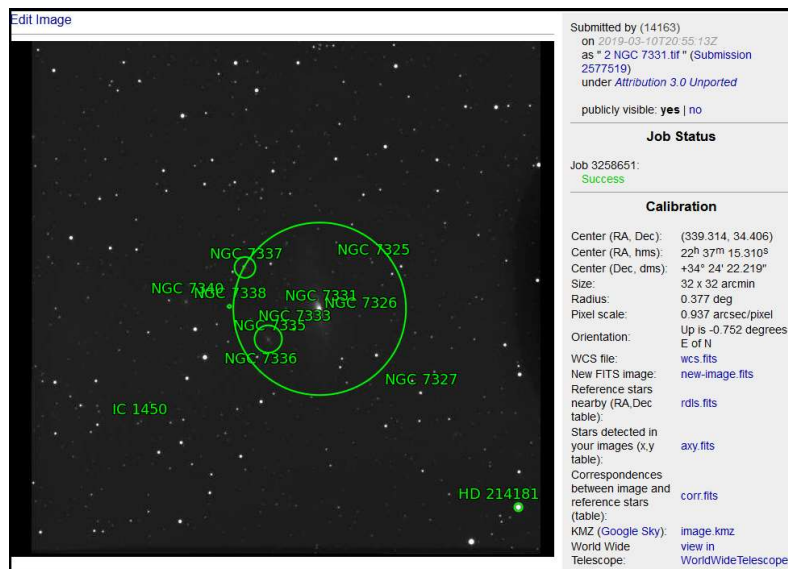 Edit Image
NGC 7325
NGC 7337
NGC 7340
NGC 7338
NGC 7331
NGC 7326
NGC 7333
NGC 7335
NGC 7336
NGC 7327
IC 1450
HD 214181
Submitted by (14163)
on 2019-03-10T20:55:13Z
as " 2 NGC 7331.tif " (Submission
2577519)
under Attribution 3.0 Unported
publicly visible: yes | no
Job Status
Job 3258651:
Success
Calibration
Center (RA, Dec): (339.314, 34.406)
Center (RA, hms): 22h 37m 15.310s
Center (Dec, dms): +34° 24' 22.219"
Size: 32 x 32 arcmin
Radius: 0.377 deg
Pixel scale: 0.937 arcsec/pixel
Orientation: Up is -0.752 degrees
E of N
WCS file: wcs.fits
New FITS image: new-image.fits
Reference stars
nearby (RA,Dec rdls.fits
table):
Stars detected in
your images (x,y axy.fits
table):
Correspondences
between image and
reference stars corr.fits
(table):
KMZ (Google Sky): image.kmz
World Wide view in
Telescope: WorldWideTelescope